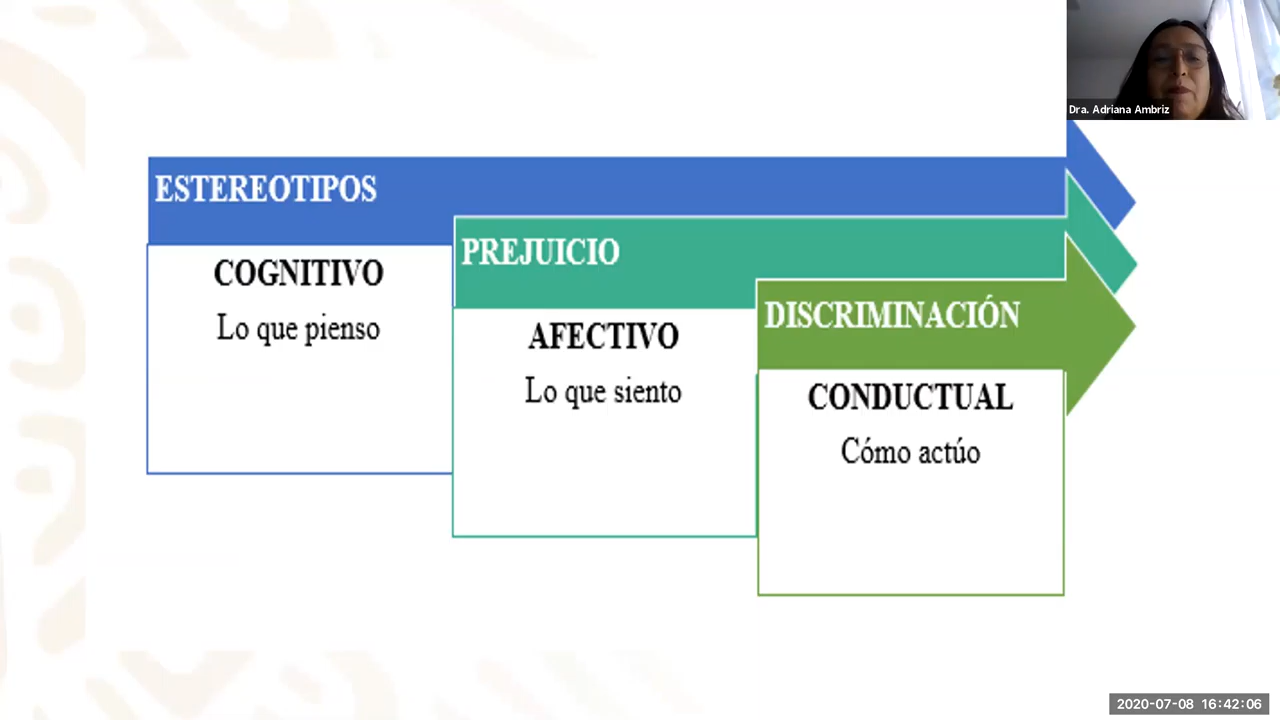 Dra. Adriana Ambriz
ESTEREOTIPOS
COGNITIVO
Lo que pienso
PREJUICIO
AFECTIVO
Lo que siento
DISCRIMINACIÓN
CONDUCTUAL
Cómo actúo
2020-07-08 16:42:06